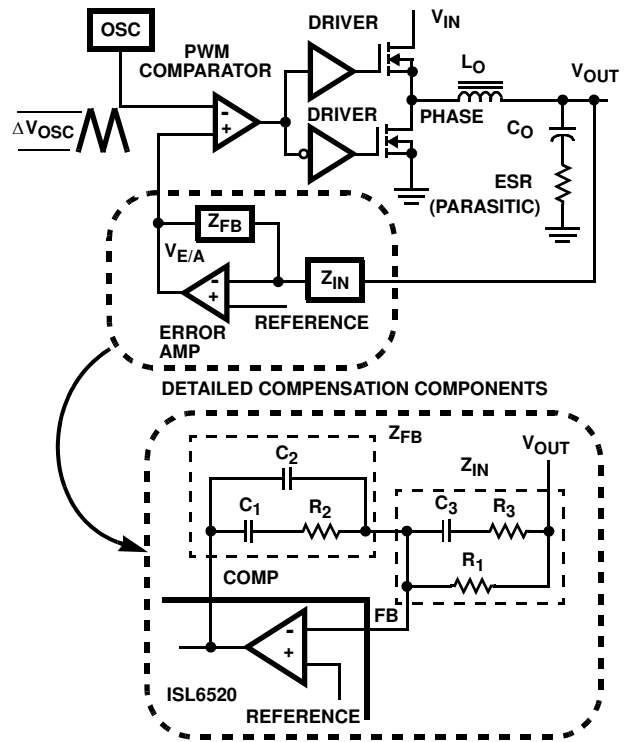 OSC
PWM
COMPARATOR
DRIVER
V_IN
DRIVER
L_O
V_OUT
PHASE
C_O
ESR
(PARASITIC)
ΔV_OSC
Z_FB
V_E/A
Z_IN
-
+
-
+
REFERENCE
ERROR
AMP
DETAILED COMPENSATION COMPONENTS
Z_FB
V_OUT
C_2
Z_IN
C_1
R_2
C_3
R_3
R_1
COMP
FB
-
+
ISL6520
REFERENCE